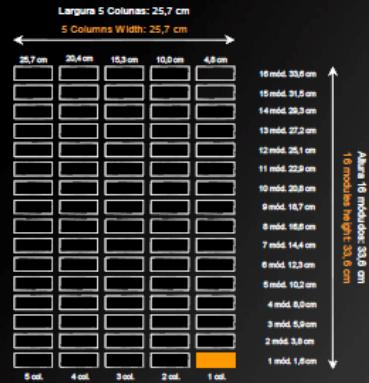 Largura 5 Colunas: 25,7 cm
5 Columns Width: 25,7 cm
25,7 cm 20,4 cm 15,3 cm 10,0 cm 4,8 cm
16 mód. 33,6 cm
15 mód. 31,5 cm
14 mód. 29,3 cm
13 mód. 27,2 cm
12 mód. 25,1 cm
11 mód. 22,9 cm
10 mód. 20,8 cm
9 mód. 18,7 cm
8 mód. 16,6 cm
7 mód. 14,4 cm
6 mód. 12,3 cm
5 mód. 10,2 cm
4 mód. 8,0 cm
3 mód. 5,9 cm
2 mód. 3,8 cm
1 mód. 1,6 cm
5 col. 4 col. 3 col. 2 col. 1 col.
Altura 16 módudos: 33,6 cm
16 modules height: 33,6 cm